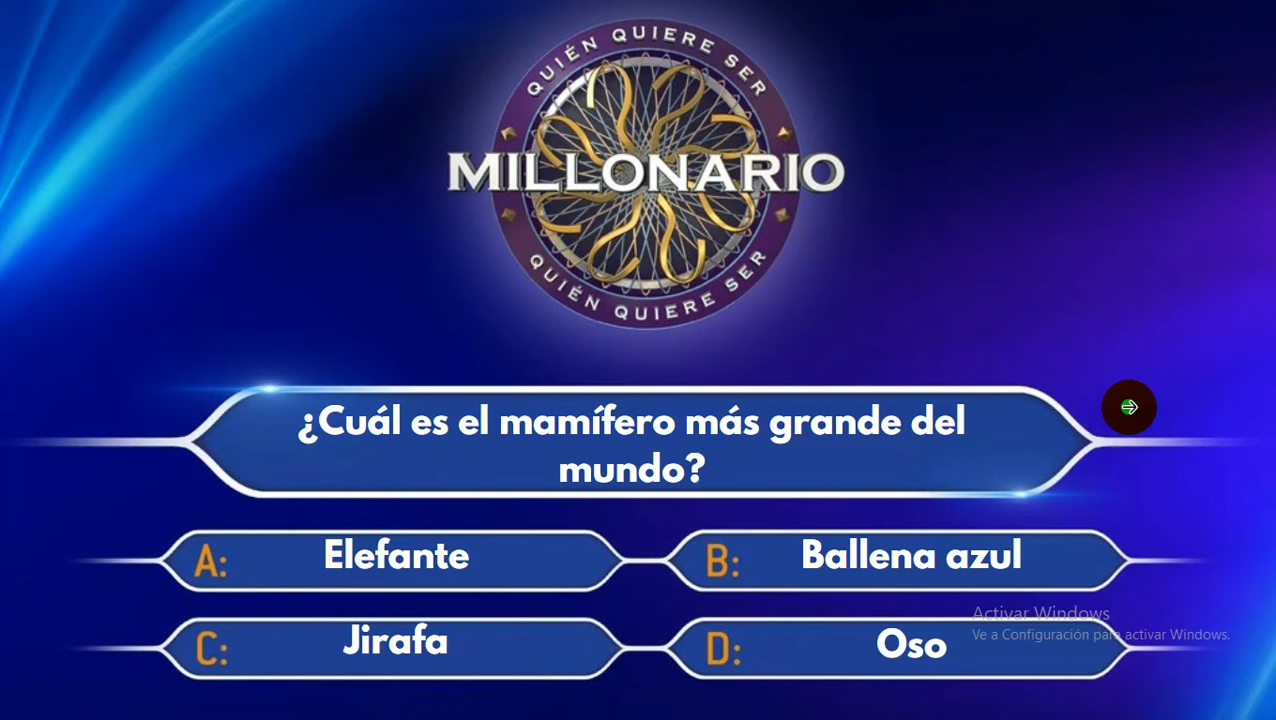 QUIÉN QUIERE SER
MILLONARIO
QUIÉN QUIERE SER
¿Cuál es el mamífero más grande del
mundo?
A: Elefante
B: Ballena azul
C: Jirafa
D: Oso
Activar Windows
Ve a Configuración para activar Windows.